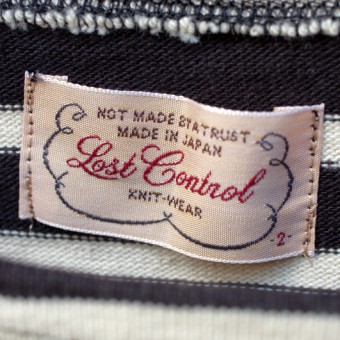 NOT MADE BY A TRUST
MADE IN JAPAN
Lost Control
KNIT-WEAR
-2-